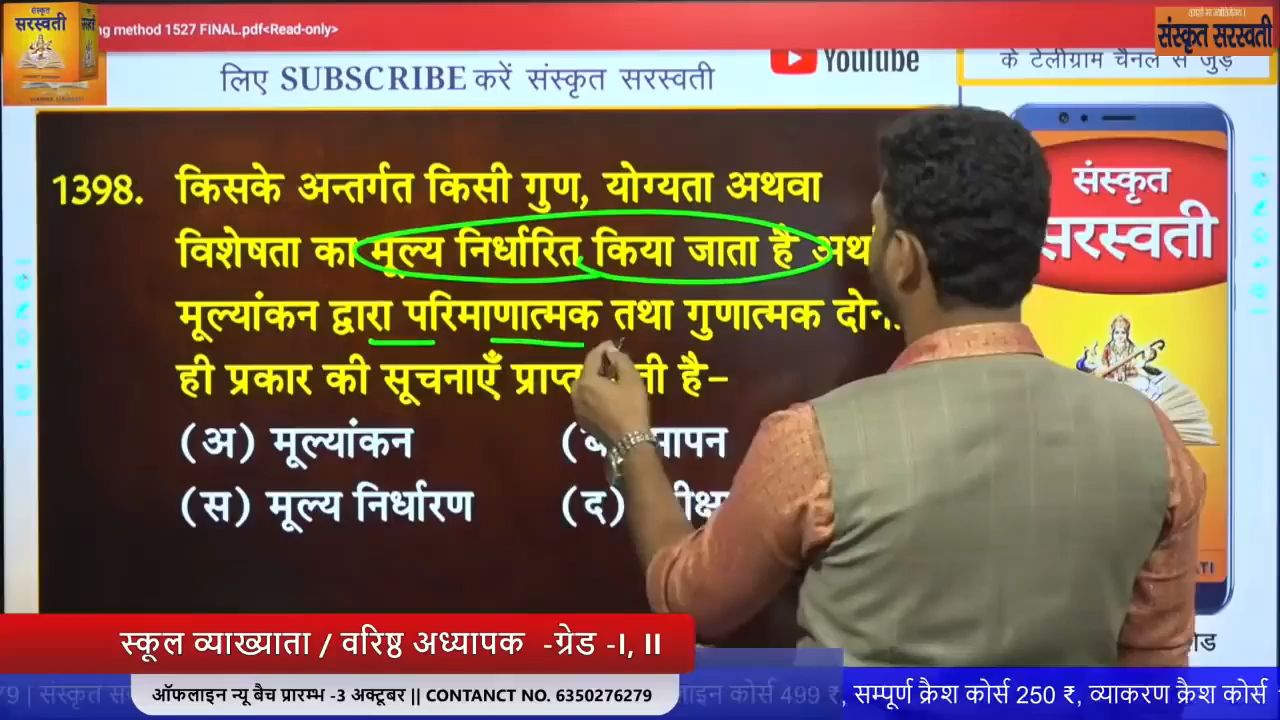 सरस्वती
ng method 1527 FINAL.pdf<Read-only>
संस्कृत सरस्वती
लिए SUBSCRIBE करें संस्कृत सरस्वती
YouTube
के टेलीग्राम चैनल से जुड़
1398. किसके अन्तर्गत किसी गुण, योग्यता अथवा
विशेषता का मूल्य निर्धारित किया जाता है
मूल्यांकन द्वारा परिमाणात्मक तथा गुणात्मक
ही प्रकार की सूचनाएँ है–
(अ) मूल्यांकन
(स) मूल्य निर्धारण (द)
संस्कृत
सरस्वती
स्कूल व्याख्याता / वरिष्ठ अध्यापक -ग्रेड -I, II
ऑफलाइन न्यू बैच प्रारम्भ -3 अक्टूबर || CONTANCT NO. 6350276279
कोर्स 499 ₹, सम्पूर्ण क्रैश कोर्स 250 ₹, व्याकरण क्रैश कोर्स